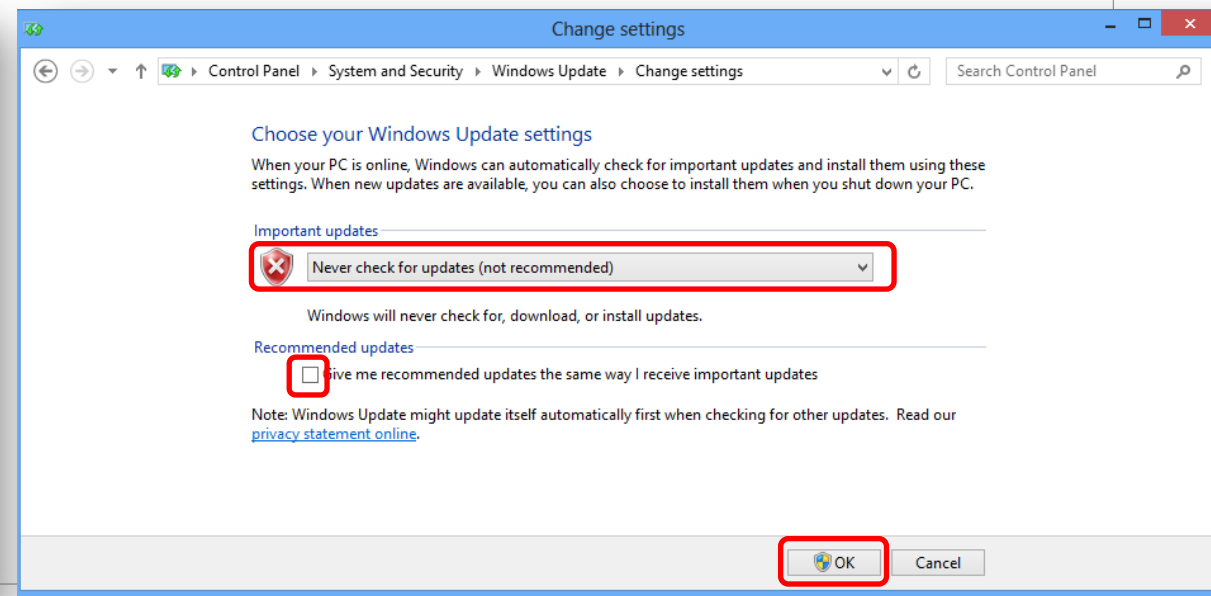 Change settings
Control Panel System and Security Windows Update Change settings
Search Control Panel
Choose your Windows Update settings
When your PC is online, Windows can automatically check for important updates and install them using these
settings. When new updates are available, you can also choose to install them when you shut down your PC.
Important updates
Never check for updates (not recommended)
Windows will never check for, download, or install updates.
Recommended updates
Give me recommended updates the same way I receive important updates
Note: Windows Update might update itself automatically first when checking for other updates. Read our
privacy statement online.
OK
Cancel